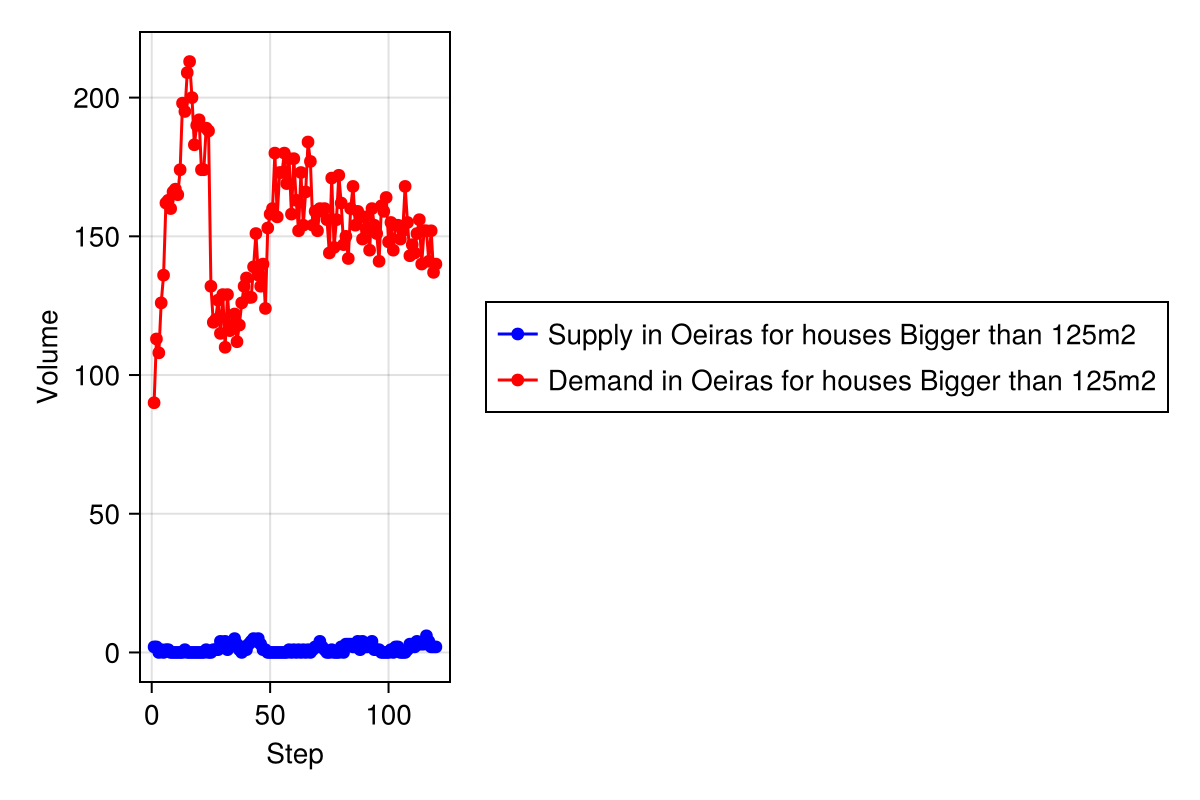 200
150
100
50
0
Volume
0 50 100
Step
Supply in Oeiras for houses Bigger than 125m2
Demand in Oeiras for houses Bigger than 125m2